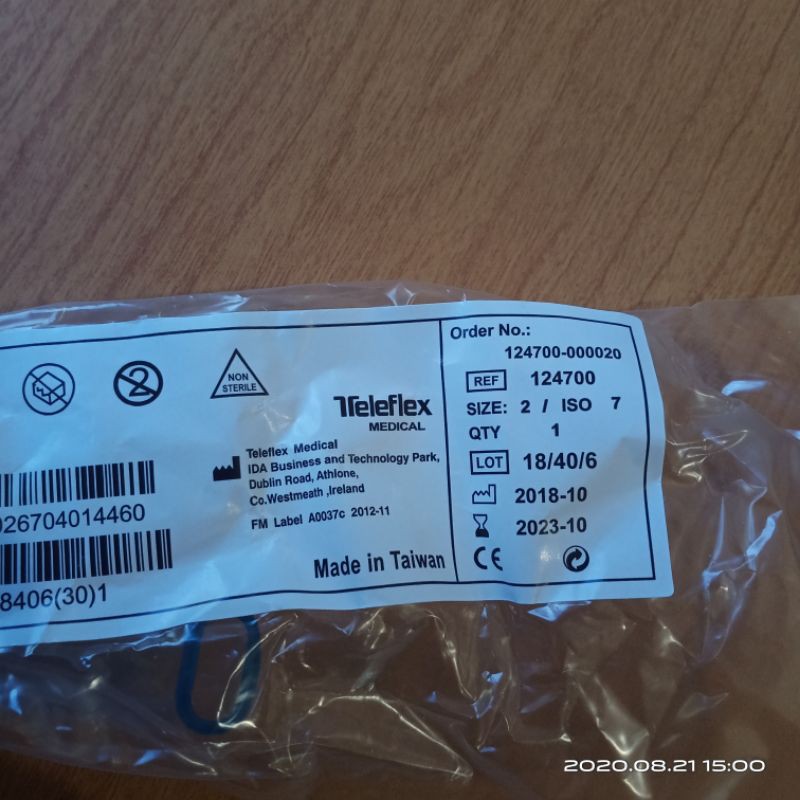 NON
STERILE
Teleflex
MEDICAL
Teleflex Medical
IDA Business and Technology Park,
Dublin Road, Athlone,
Co.Westmeath ,Ireland
FM Label A0037c 2012-11
Made in Taiwan
26704014460
8406(30)1
Order No.:
124700-000020
REF 124700
SIZE: 2 / ISO 7
QTY 1
LOT 18/40/6
2018-10
2023-10
CE
2020.08.21 15:00